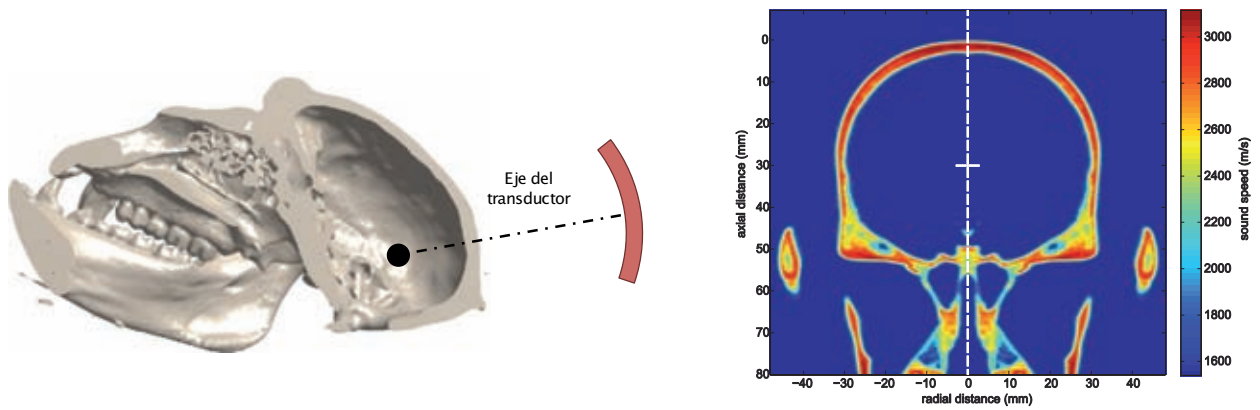 Eje del
transductor
0
10
20
30
40
50
60
70
80
axial distance (mm)
−40 −30 −20 −10 0 10 20 30 40
radial distance (mm)
3000
2800
2600
2400
2200
2000
1800
1600
sound speed (m/s)